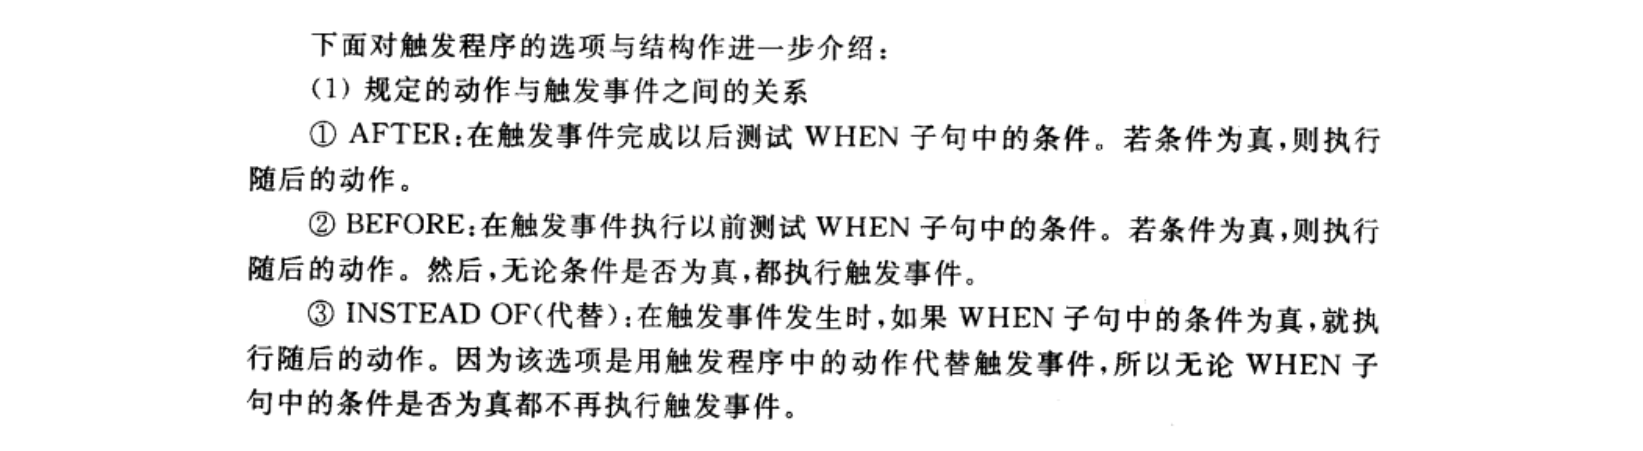 下面对触发程序的选项与结构作进一步介绍：
(1) 规定的动作与触发事件之间的关系
① AFTER:在触发事件完成以后测试 WHEN 子句中的条件。若条件为真,则执行
随后的动作。
② BEFORE:在触发事件执行以前测试 WHEN 子句中的条件。若条件为真,则执行
随后的动作。然后,无论条件是否为真,都执行触发事件。
③ INSTEAD OF(代替):在触发事件发生时,如果 WHEN 子句中的条件为真,就执
行随后的动作。因为该选项是用触发程序中的动作代替触发事件,所以无论 WHEN 子
句中的条件是否为真都不再执行触发事件。